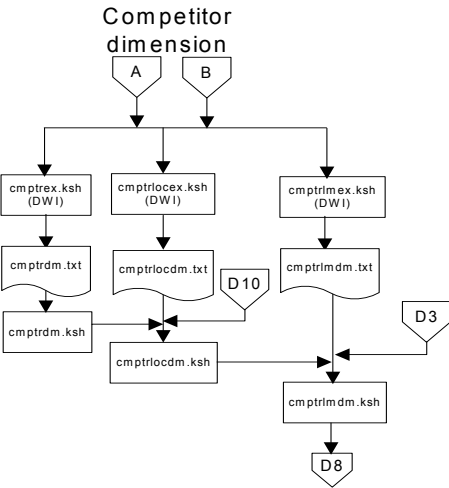 Competitor
dimension
A
B
cmptrex.ksh
(DWI)
cmptrlocex.ksh
(DWI)
cmptrlmex.ksh
(DWI)
cmptrdm.txt
cmptrlocdm.txt
cmptrlmdm.txt
D10
D3
cmptrdm.ksh
cmptrlocdm.ksh
cmptrlmdm.ksh
D8